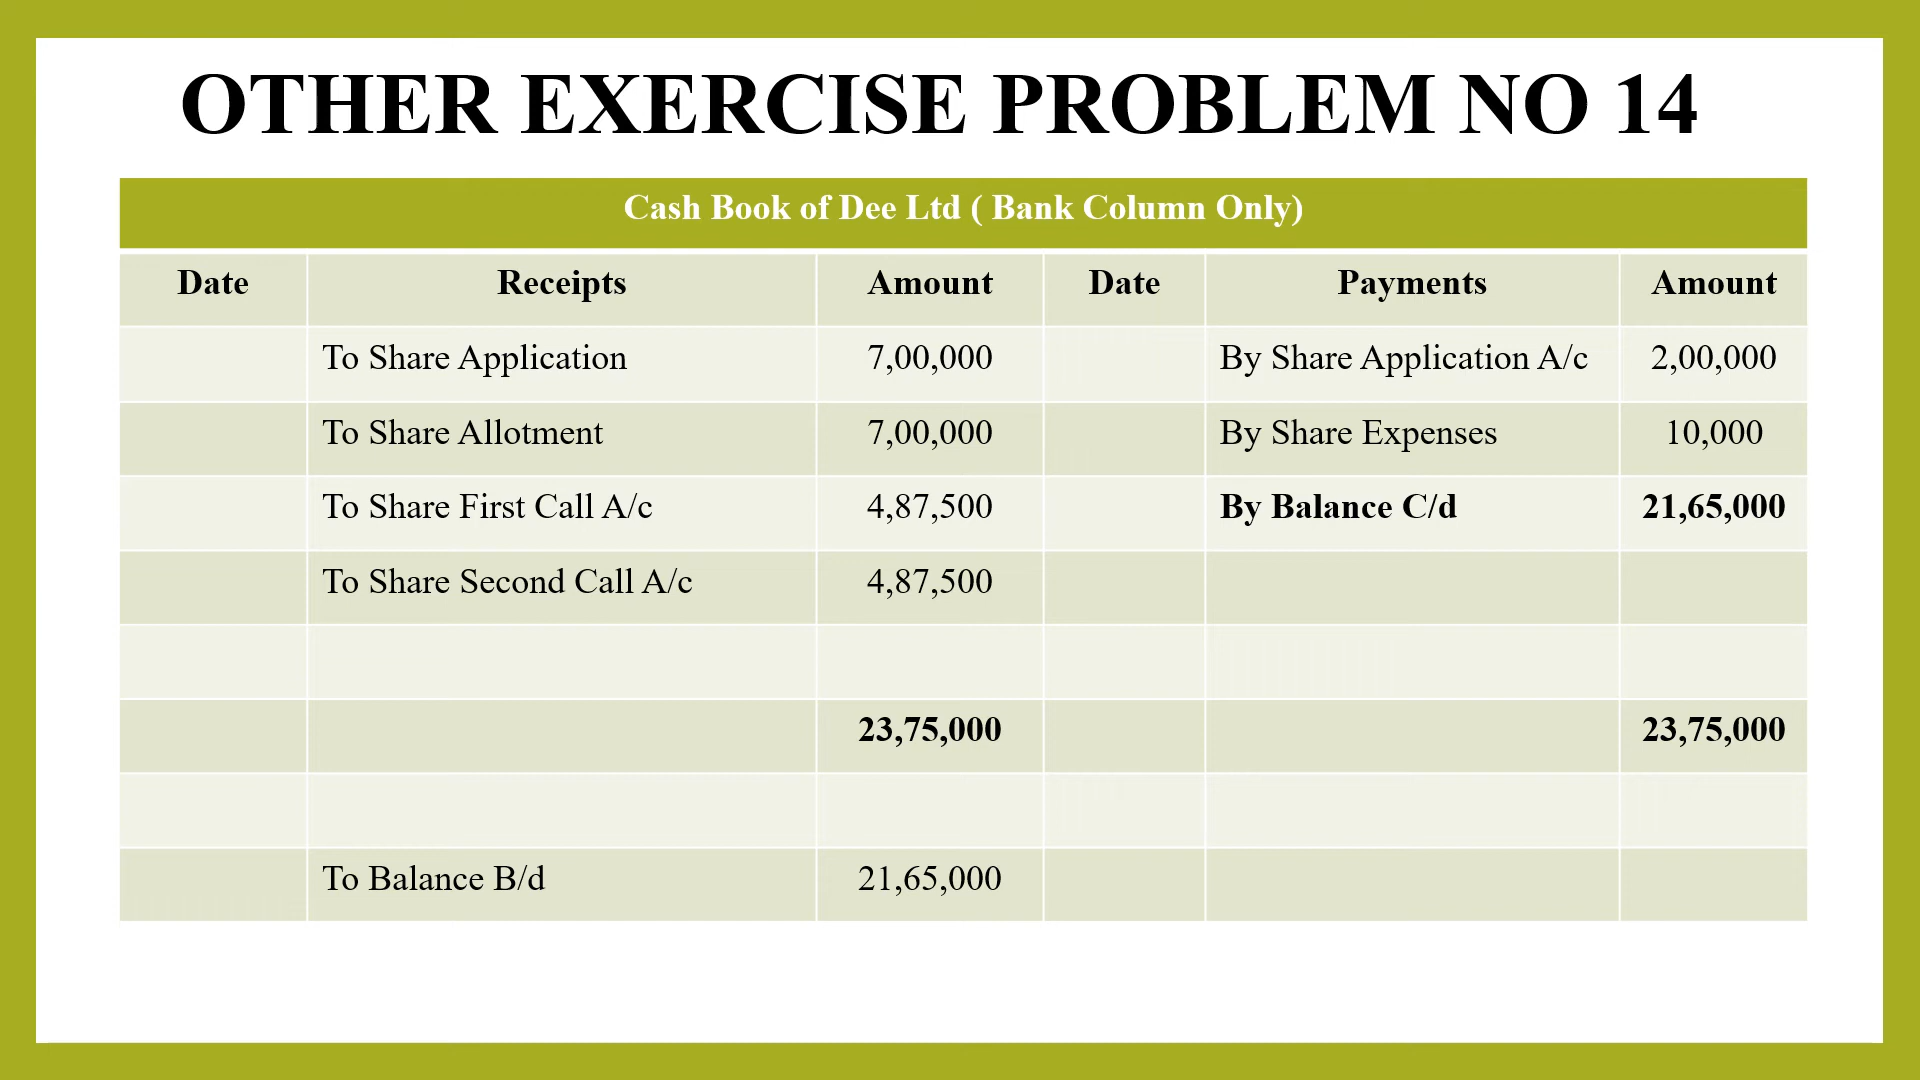 OTHER EXERCISE PROBLEM NO 14
Cash Book of Dee Ltd ( Bank Column Only)
Date Receipts Amount Date Payments Amount
To Share Application 7,00,000 By Share Application A/c 2,00,000
To Share Allotment 7,00,000 By Share Expenses 10,000
To Share First Call A/c 4,87,500 By Balance C/d 21,65,000
To Share Second Call A/c 4,87,500
23,75,000 23,75,000
To Balance B/d 21,65,000